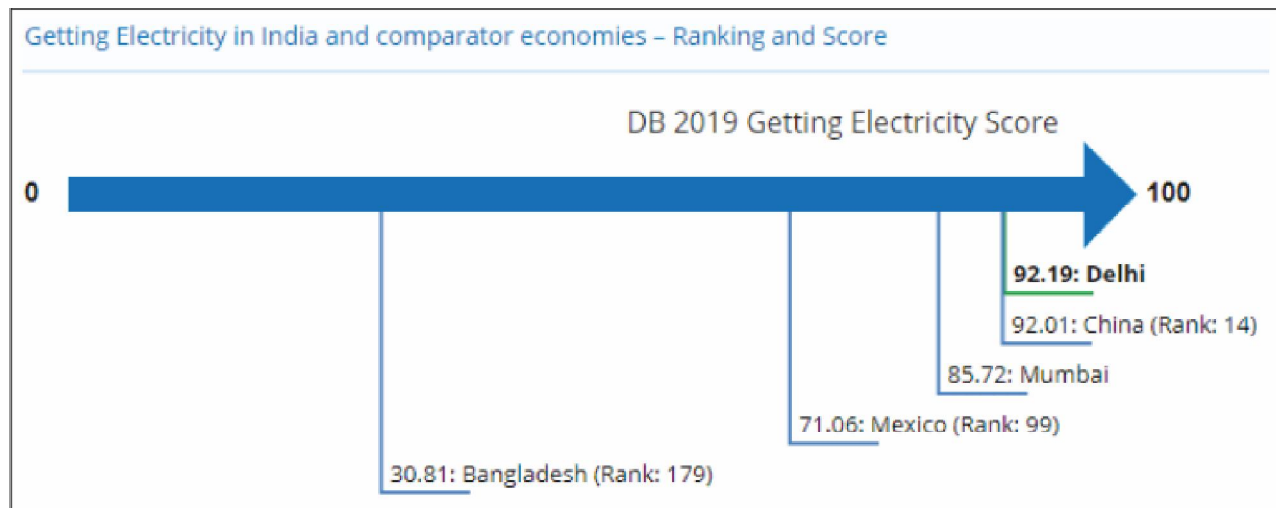 Getting Electricity in India and comparator economies – Ranking and Score
DB 2019 Getting Electricity Score
0
100
92.19: Delhi
92.01: China (Rank: 14)
85.72: Mumbai
71.06: Mexico (Rank: 99)
30.81: Bangladesh (Rank: 179)